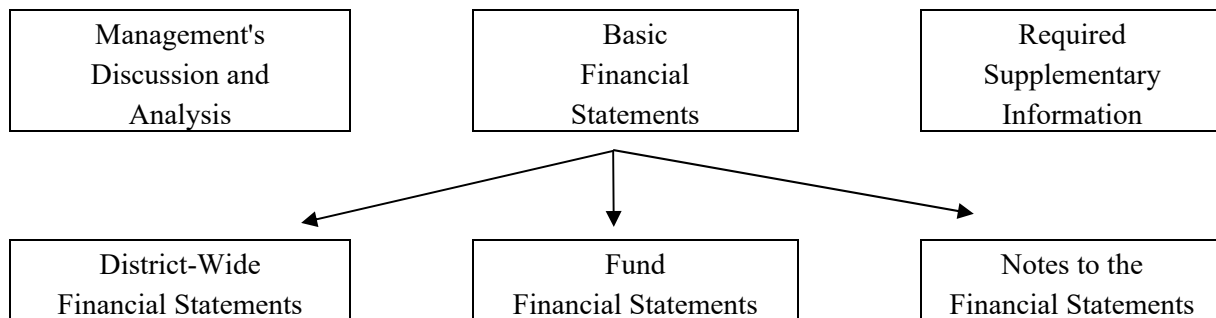 Management's
Discussion and
Analysis
Basic
Financial
Statements
Required
Supplementary
Information
District-Wide
Financial Statements
Fund
Financial Statements
Notes to the
Financial Statements